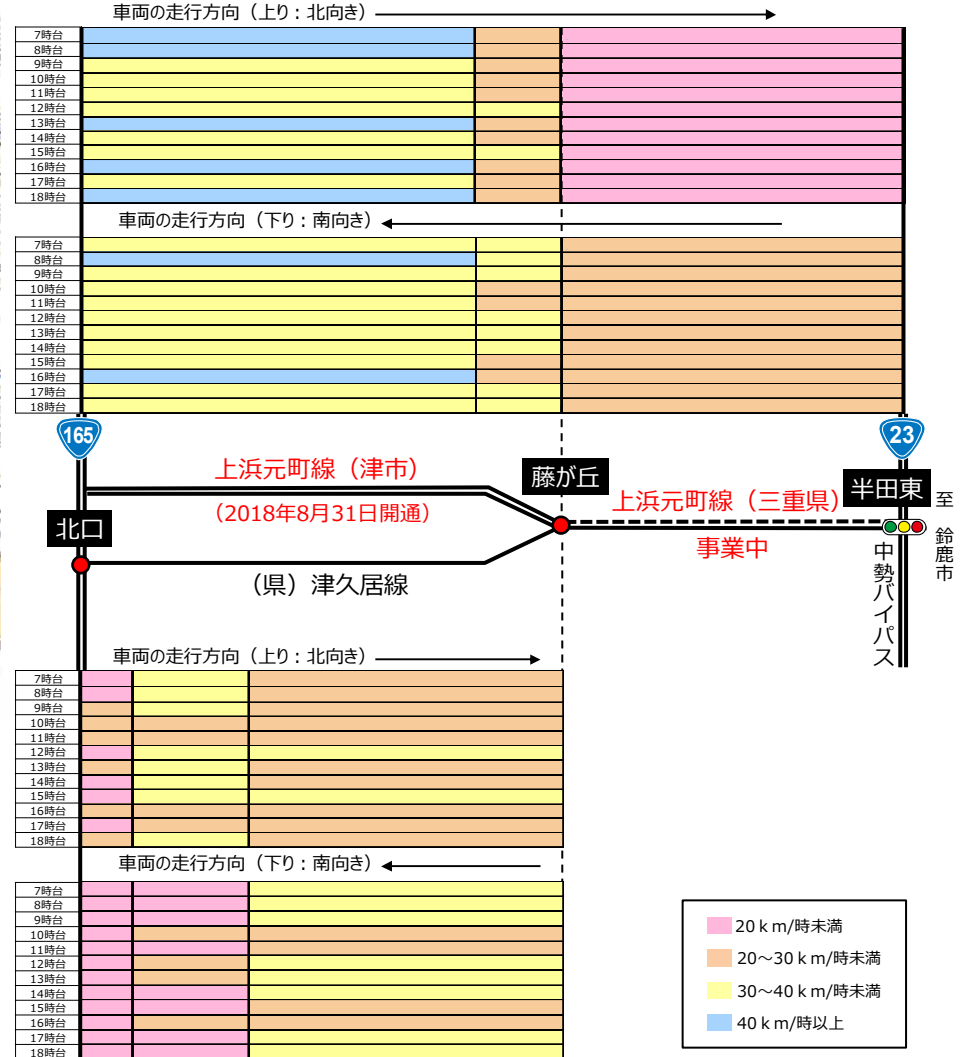 車両の走行方向（上り：北向き）
7時台
8時台
9時台
10時台
11時台
12時台
13時台
14時台
15時台
16時台
17時台
18時台
車両の走行方向（下り：南向き）
7時台
8時台
9時台
10時台
11時台
12時台
13時台
14時台
15時台
16時台
17時台
18時台
165
23
上浜元町線（津市）
（2018年8月31日開通）
藤が丘
上浜元町線（三重県）
事業中
半田東
至 鈴鹿市
北口
（県）津久居線
中勢バイパス
車両の走行方向（上り：北向き）
7時台
8時台
9時台
10時台
11時台
12時台
13時台
14時台
15時台
16時台
17時台
18時台
車両の走行方向（下り：南向き）
7時台
8時台
9時台
10時台
11時台
12時台
13時台
14時台
15時台
16時台
17時台
18時台
20ｋｍ/時未満
20～30ｋｍ/時未満
30～40ｋｍ/時未満
40ｋｍ/時以上